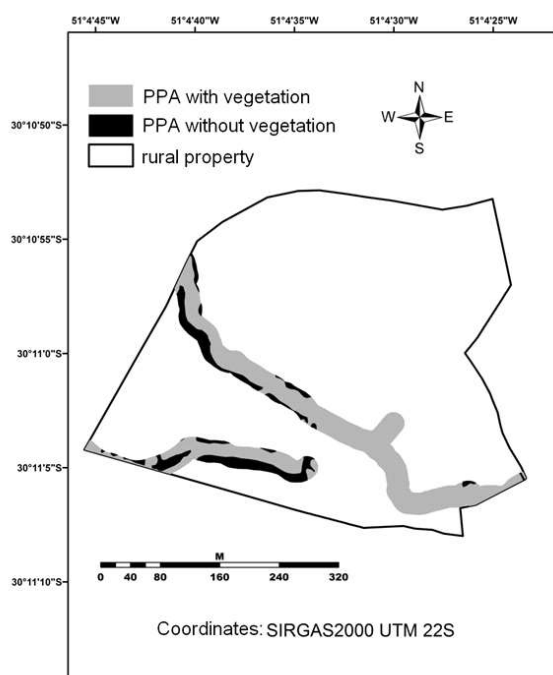 51°4'45"W 51°4'40"W 51°4'35"W 51°4'30"W 51°4'25"W
PPA with vegetation
PPA without vegetation
rural property
N
W E
S
30°10'50"S
30°10'55"S
30°11'0"S
30°11'5"S
30°11'10"S
M
0 40 80 160 240 320
Coordinates: SIRGAS2000 UTM 22S